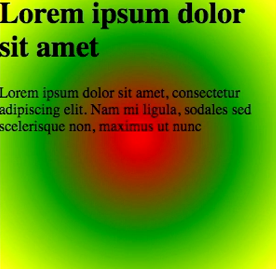 Lorem ipsum dolor
sit amet
Lorem ipsum dolor sit amet, consectetur
adipiscing elit. Nam mi ligula, sodales sed
scelerisque non, maximus ut nunc